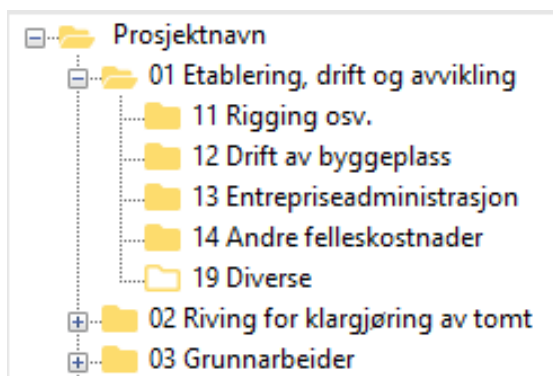 Prosjektnavn
01 Etablering, drift og avvikling
11 Rigging osv.
12 Drift av byggeplass
13 Entrepriseadministrasjon
14 Andre felleskostnader
19 Diverse
02 Riving for klargjøring av tomt
03 Grunnarbeider